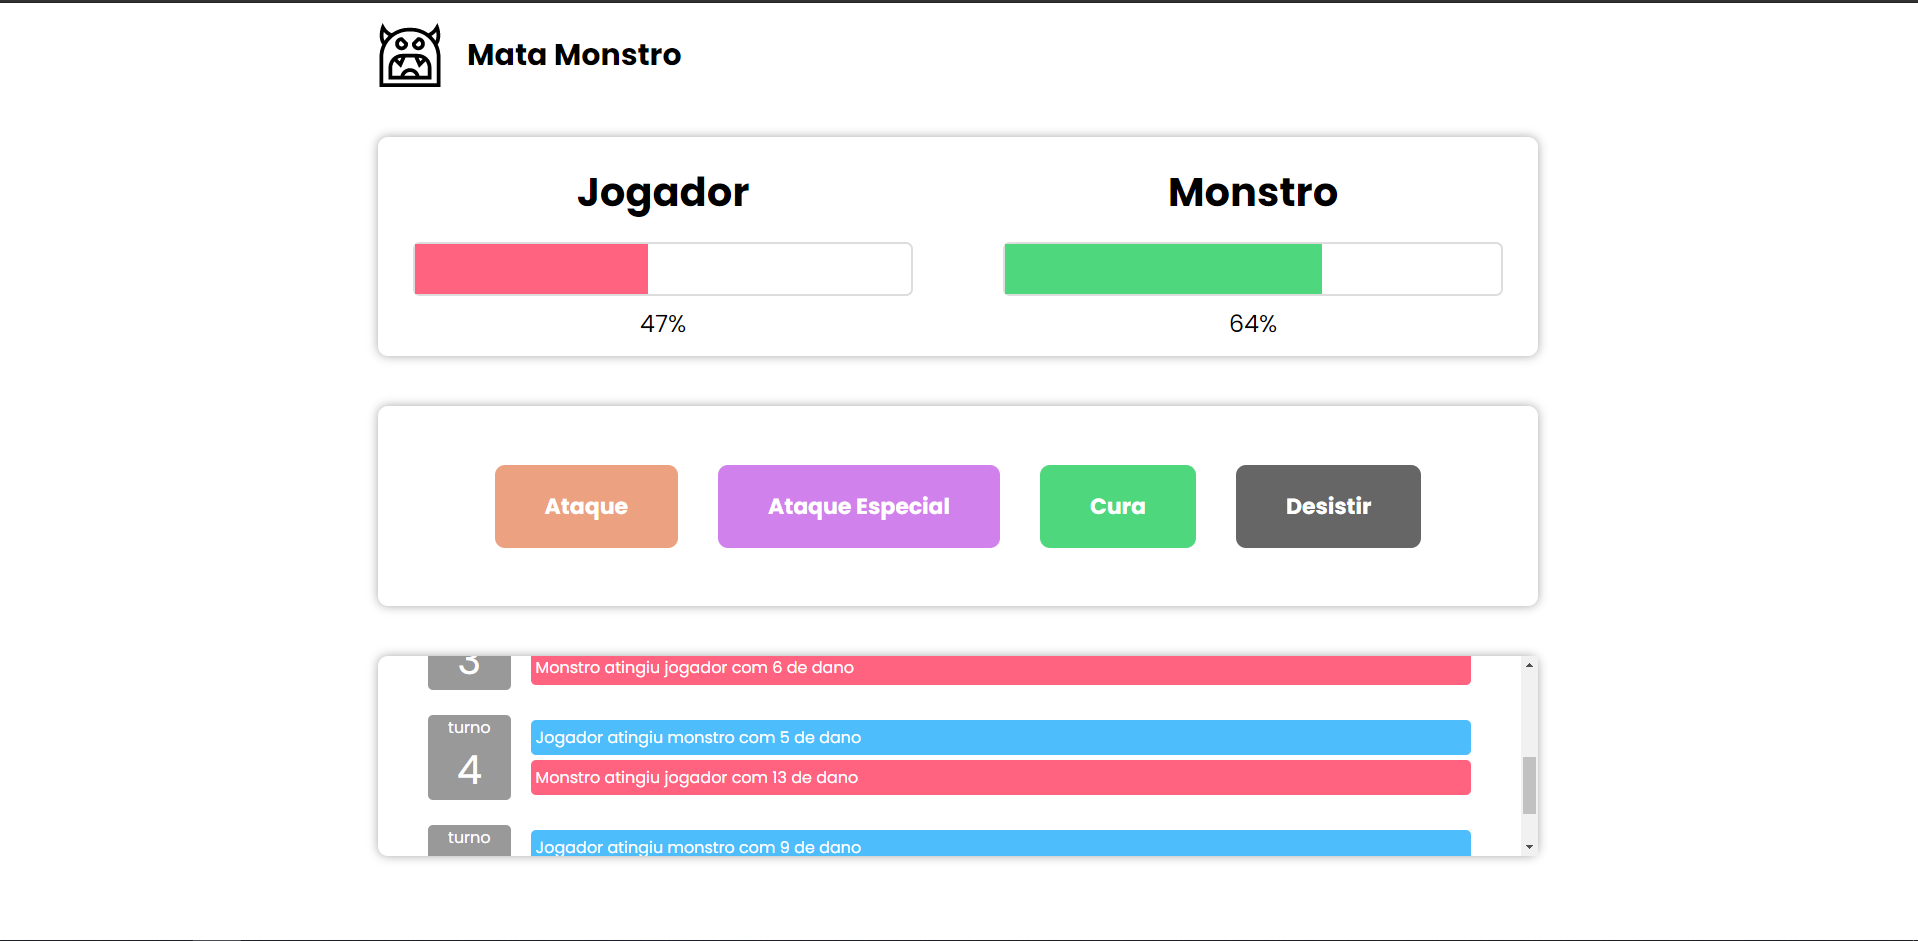 Mata Monstro
Jogador
47%
Monstro
64%
Ataque
Ataque Especial
Cura
Desistir
3
Monstro atingiu jogador com 6 de dano
turno
4
Jogador atingiu monstro com 5 de dano
Monstro atingiu jogador com 13 de dano
turno
Jogador atingiu monstro com 9 de dano